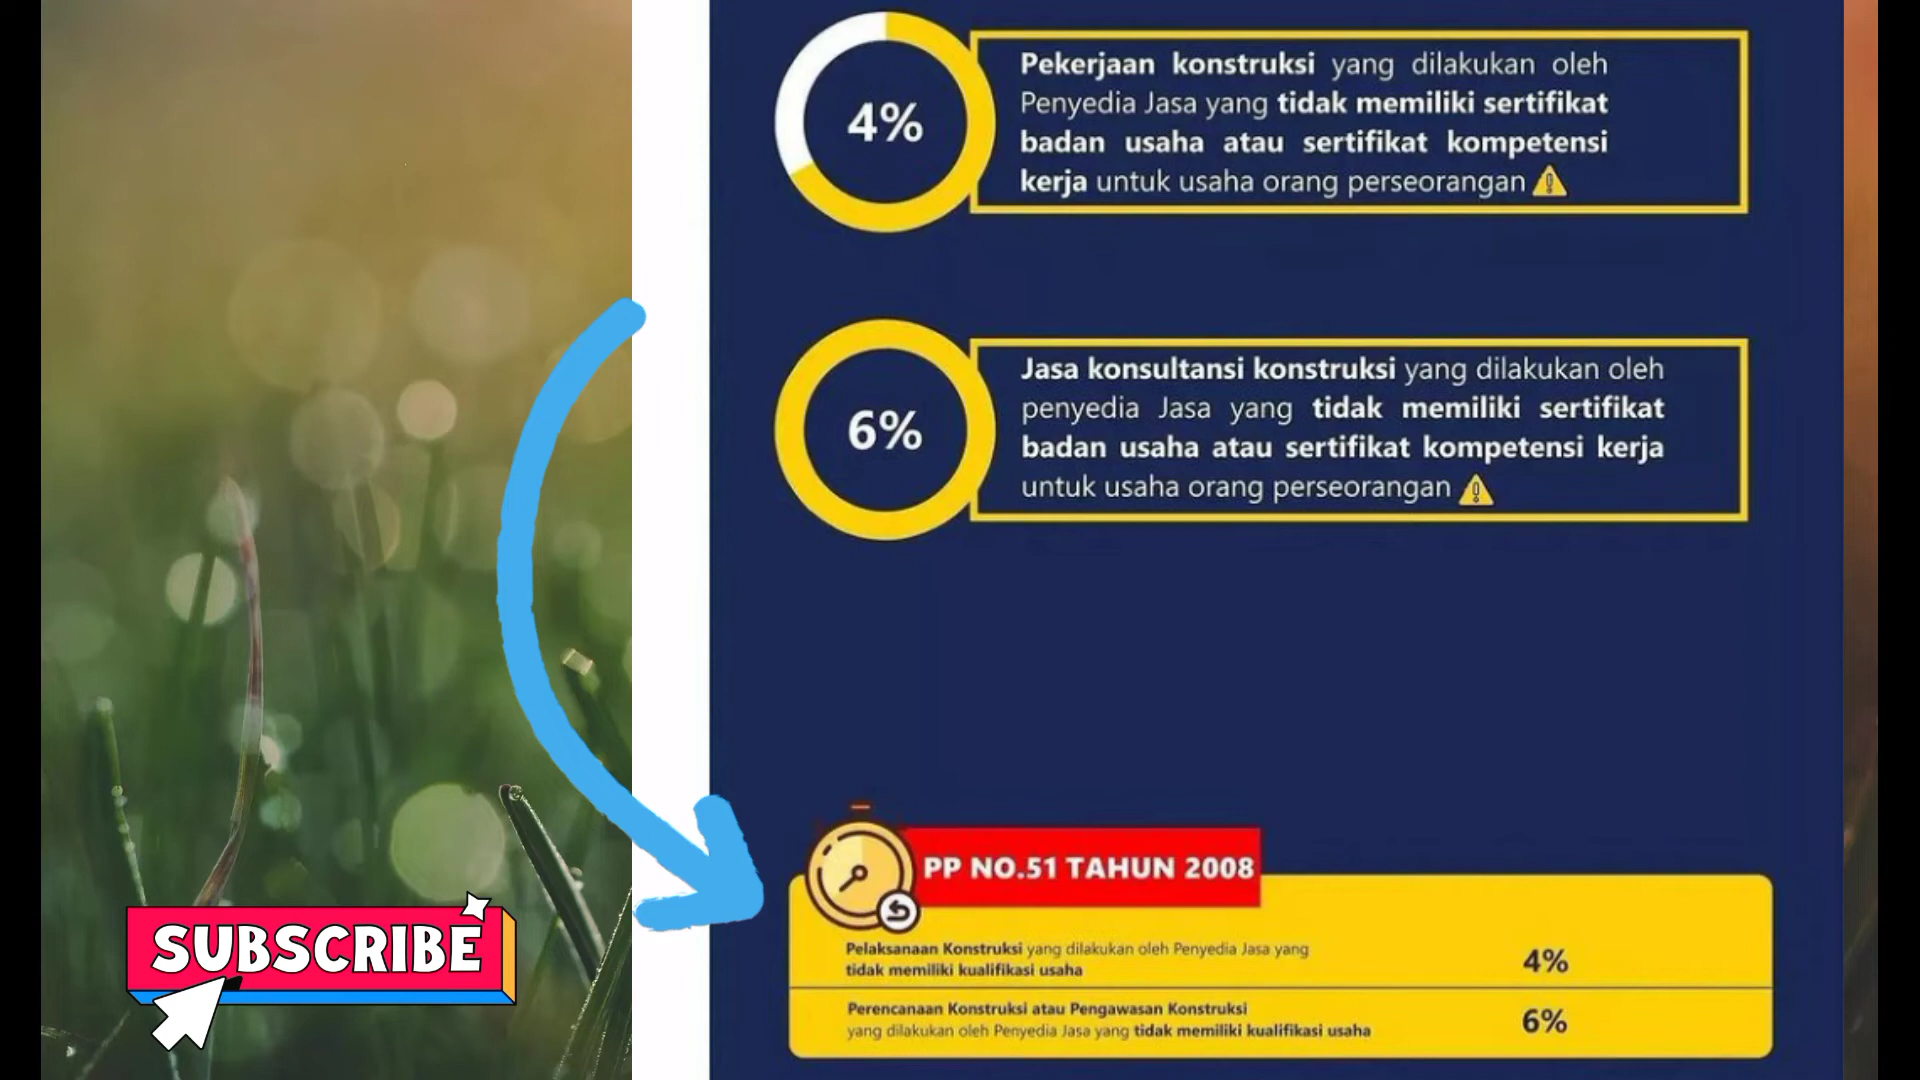 4%
Pekerjaan konstruksi yang dilakukan oleh
Penyedia Jasa yang tidak memiliki sertifikat
badan usaha atau sertifikat kompetensi
kerja untuk usaha orang perseorangan
6%
Jasa konsultansi konstruksi yang dilakukan oleh
penyedia Jasa yang tidak memiliki sertifikat
badan usaha atau sertifikat kompetensi kerja
untuk usaha orang perseorangan
PP NO.51 TAHUN 2008
Pelaksanaan Konstruksi yang dilakukan oleh Penyedia Jasa yang
tidak memiliki kualifikasi usaha
4%
Perencanaan Konstruksi atau Pengawasan Konstruksi
yang dilakukan oleh Penyedia Jasa yang tidak memiliki kualifikasi usaha
6%
SUBSCRIBE